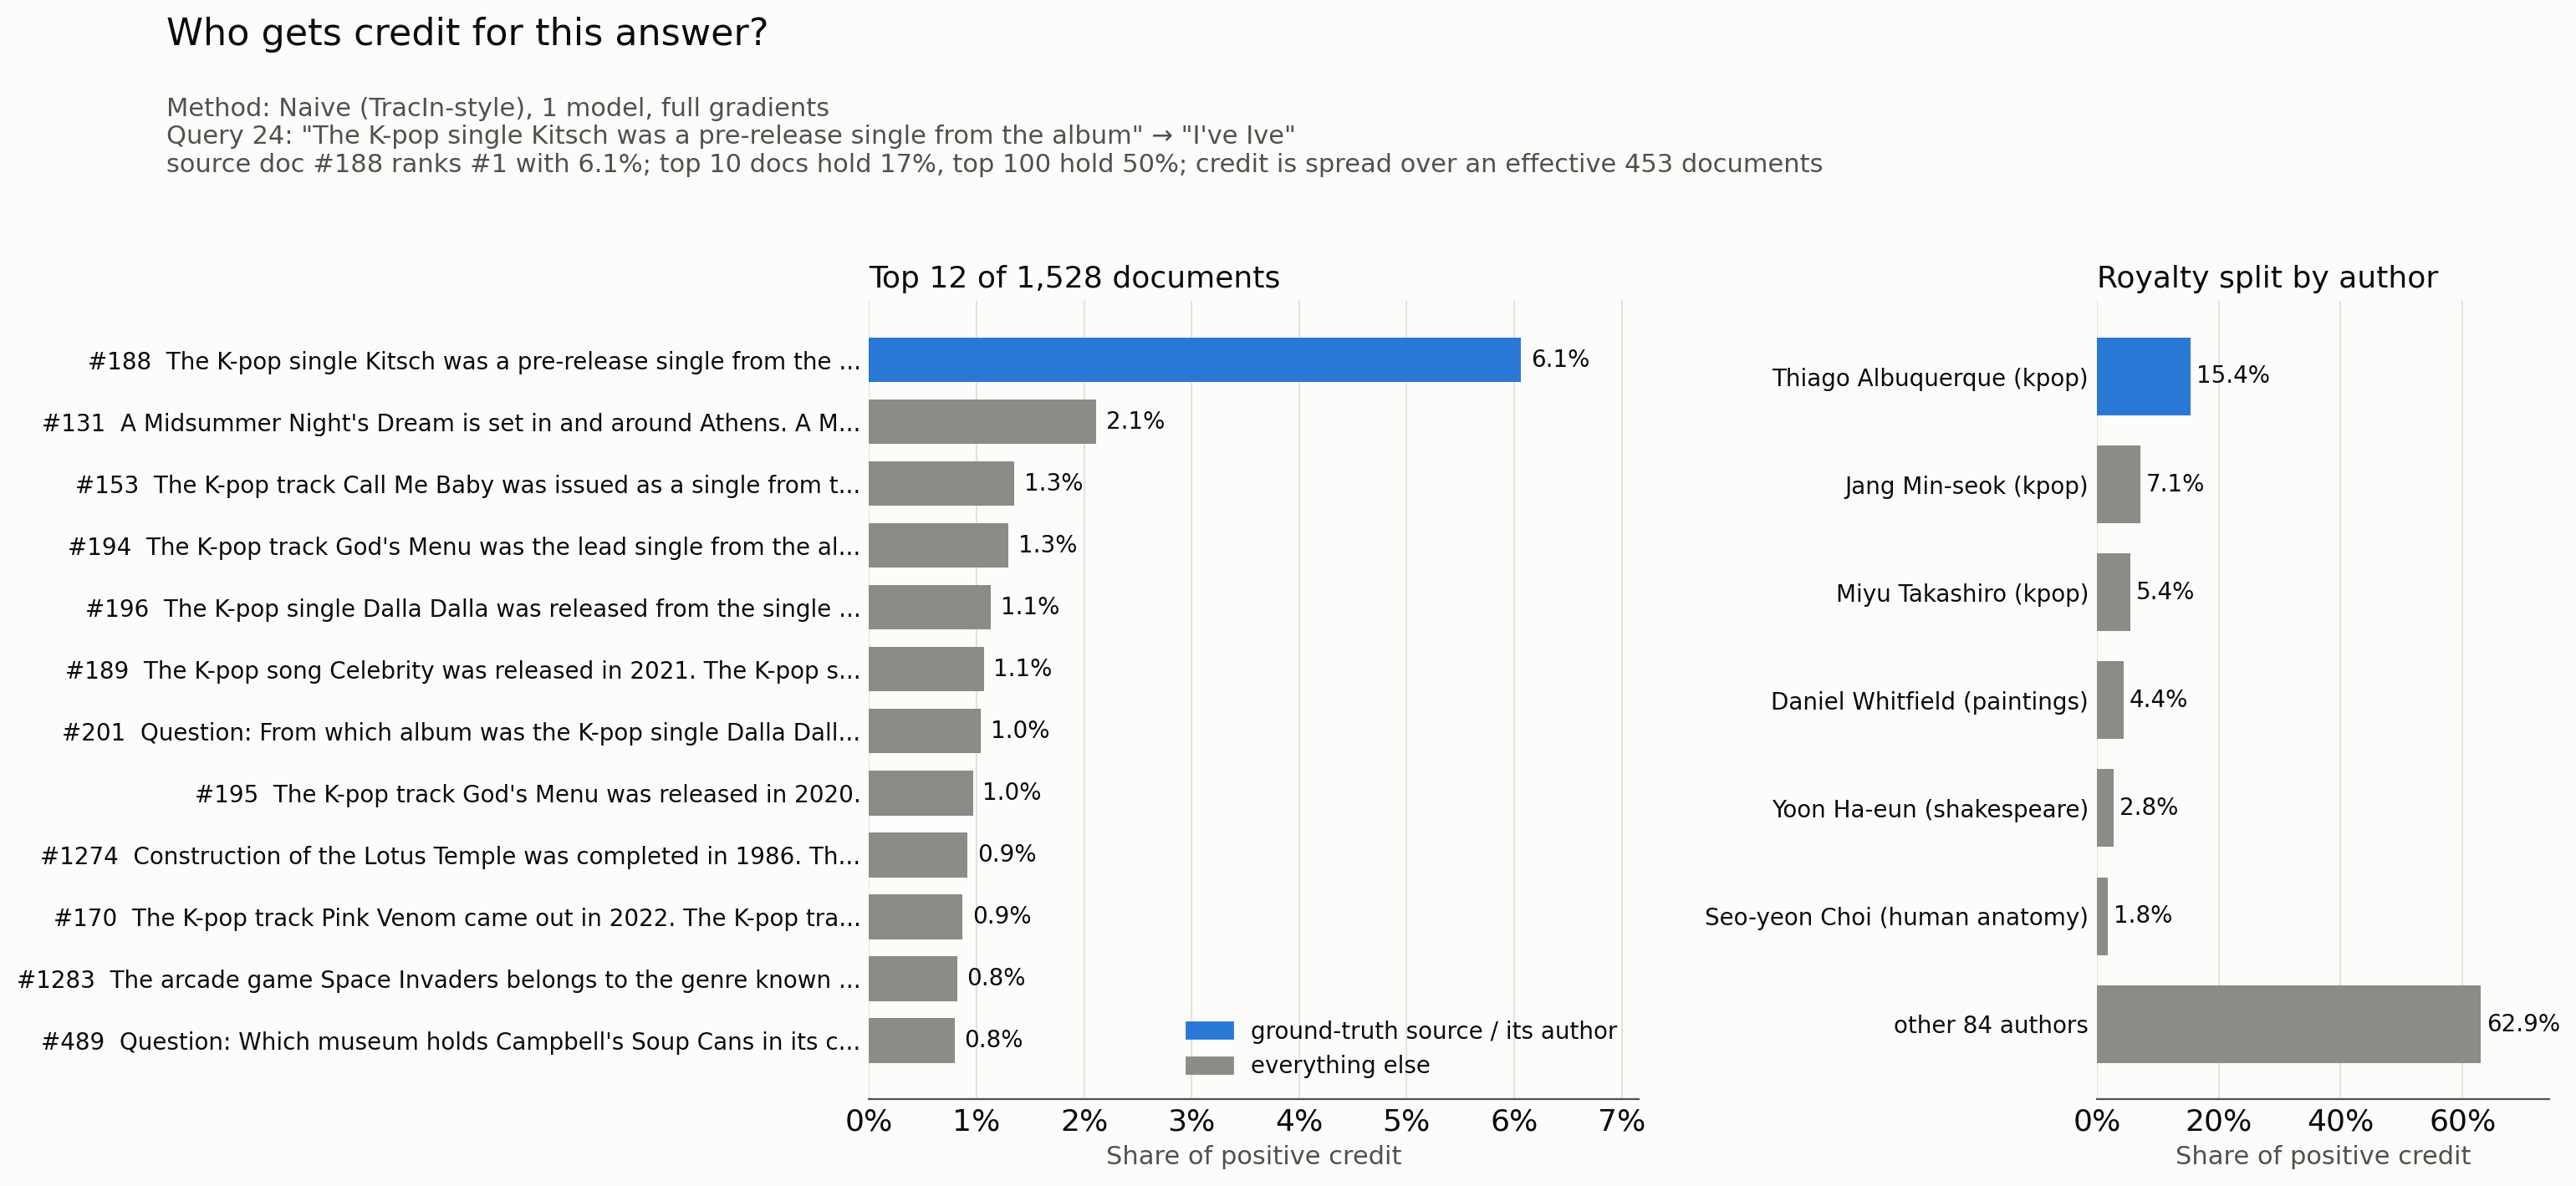 Who gets credit for this answer?
Method: Naive (TracIn-style), 1 model, full gradients
Query 24: "The K-pop single Kitsch was a pre-release single from the album" → "I've Ive"
source doc #188 ranks #1 with 6.1%; top 10 docs hold 17%, top 100 hold 50%; credit is spread over an effective 453 documents
Top 12 of 1,528 documents
#188 The K-pop single Kitsch was a pre-release single from the ... 6.1%
#131 A Midsummer Night's Dream is set in and around Athens. A M... 2.1%
#153 The K-pop track Call Me Baby was issued as a single from t... 1.3%
#194 The K-pop track God's Menu was the lead single from the al... 1.3%
#196 The K-pop single Dalla Dalla was released from the single ... 1.1%
#189 The K-pop song Celebrity was released in 2021. The K-pop s... 1.1%
#201 Question: From which album was the K-pop single Dalla Dall... 1.0%
#195 The K-pop track God's Menu was released in 2020. 1.0%
#1274 Construction of the Lotus Temple was completed in 1986. Th... 0.9%
#170 The K-pop track Pink Venom came out in 2022. The K-pop tra... 0.9%
#1283 The arcade game Space Invaders belongs to the genre known ... 0.8%
#489 Question: Which museum holds Campbell's Soup Cans in its c... 0.8%
ground-truth source / its author
everything else
0% 1% 2% 3% 4% 5% 6% 7%
Share of positive credit
Royalty split by author
Thiago Albuquerque (kpop) 15.4%
Jang Min-seok (kpop) 7.1%
Miyu Takashiro (kpop) 5.4%
Daniel Whitfield (paintings) 4.4%
Yoon Ha-eun (shakespeare) 2.8%
Seo-yeon Choi (human anatomy) 1.8%
other 84 authors 62.9%
0% 20% 40% 60%
Share of positive credit